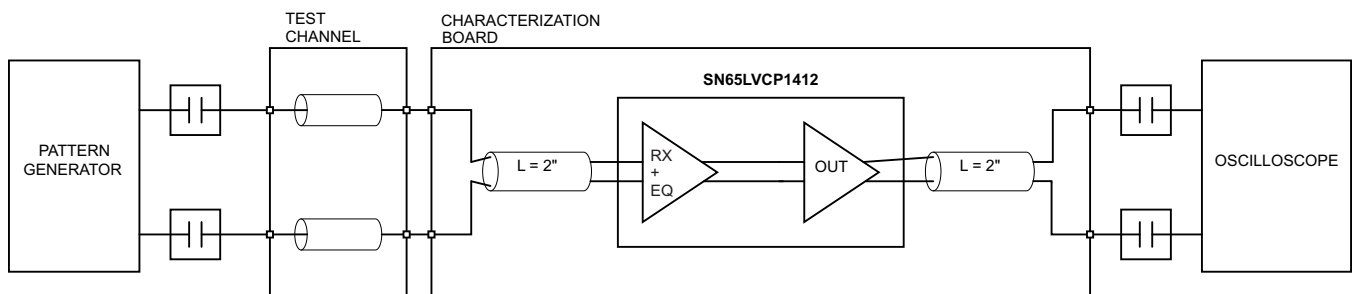 TEST
CHANNEL
CHARACTERIZATION
BOARD
SN65LVCP1412
PATTERN
GENERATOR
L = 2"
RX
+
EQ
OUT
L = 2"
OSCILLOSCOPE